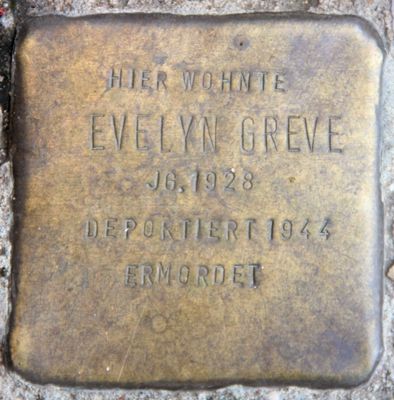 HIER WOHNTE
EVELYN GREVE
JG. 1928
DEPORTIERT 1944
ERMORDET